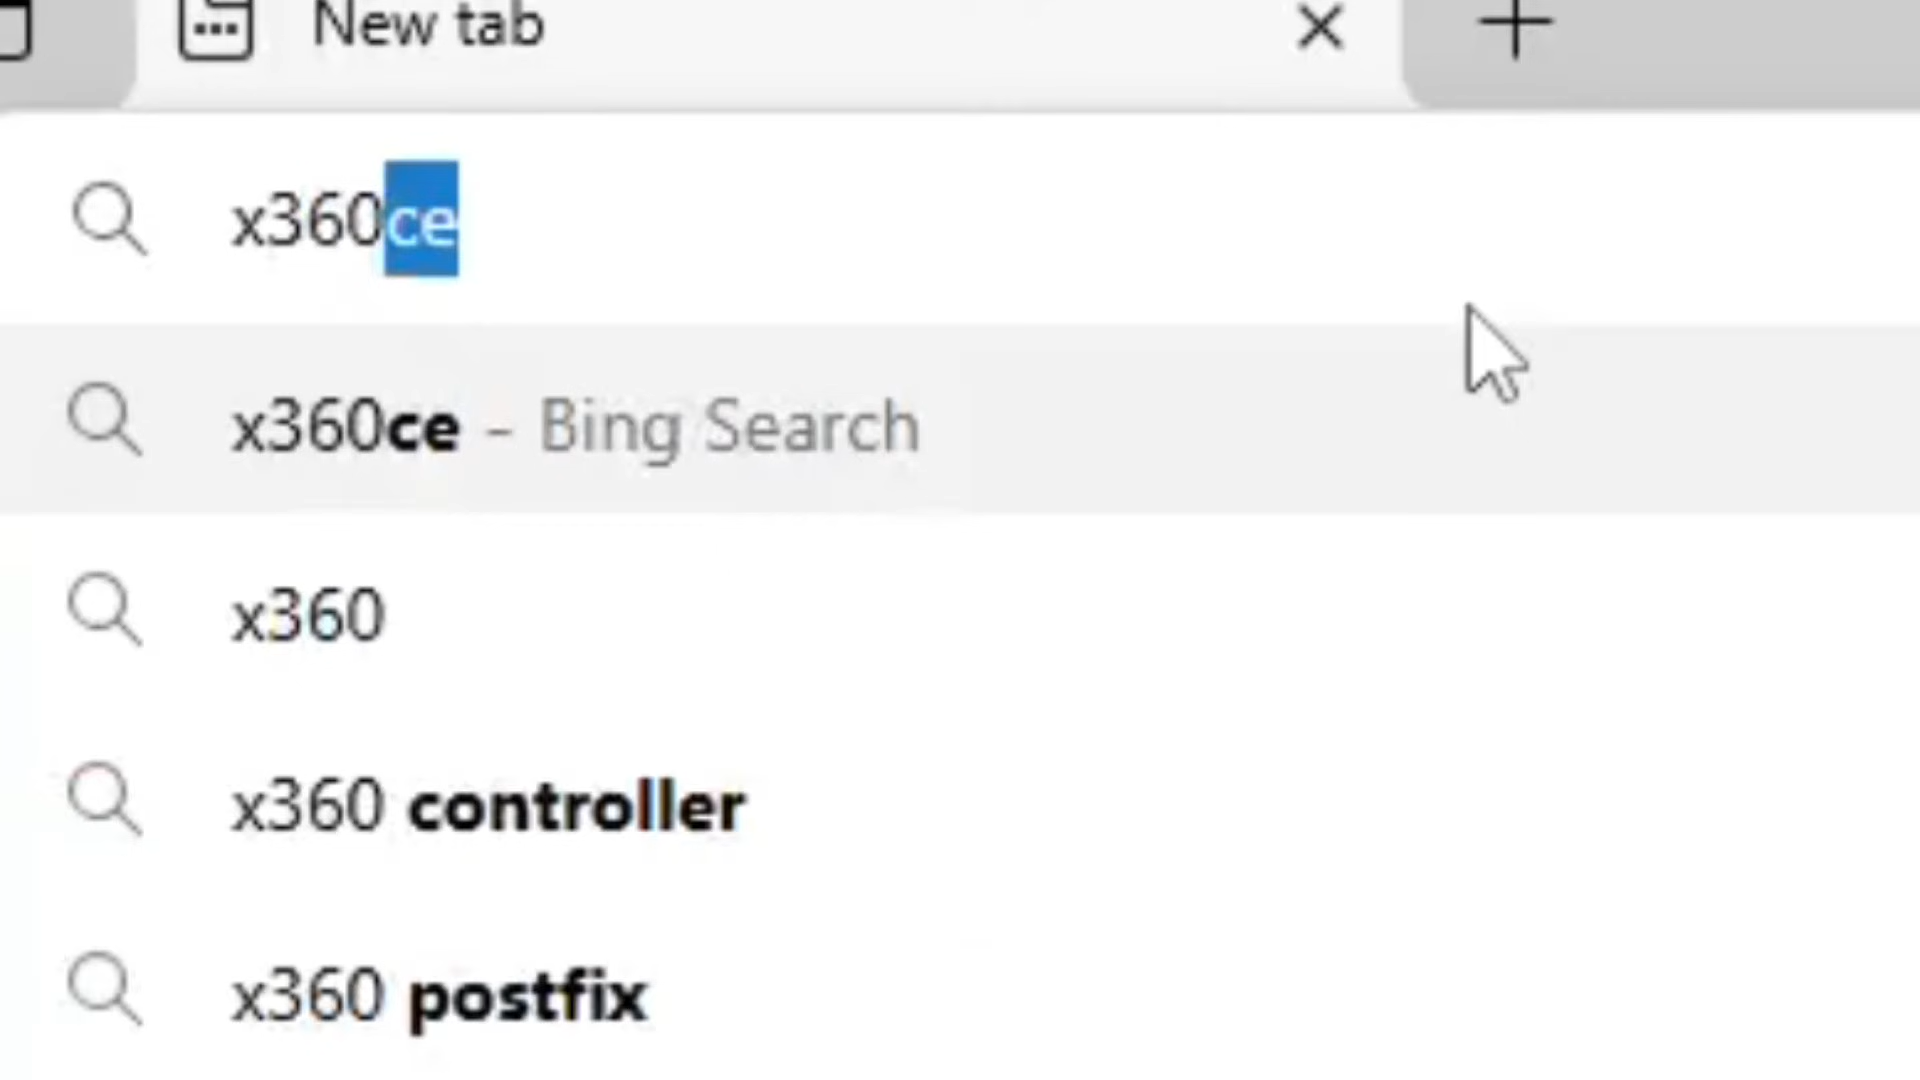 New tab
x360ce
x360ce – Bing Search
x360
x360 controller
x360 postfix